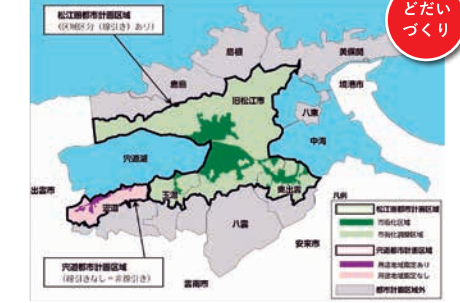 どだい
づくり
松江圏都市計画区域
(区域区分(線引き)あり)
島根
美保関
鹿島
境港市
旧松江市
八束
中海
宍道湖
出雲市
玉湯
東出雲
宍道
八雲
安来市
雲南市
宍道都市計画区域
(線引きなし=非線引き)
凡例
松江圏都市計画区域
市街化区域
市街化調整区域
宍道都市計画区域
用途地域指定あり
用途地域指定なし
都市計画区域外